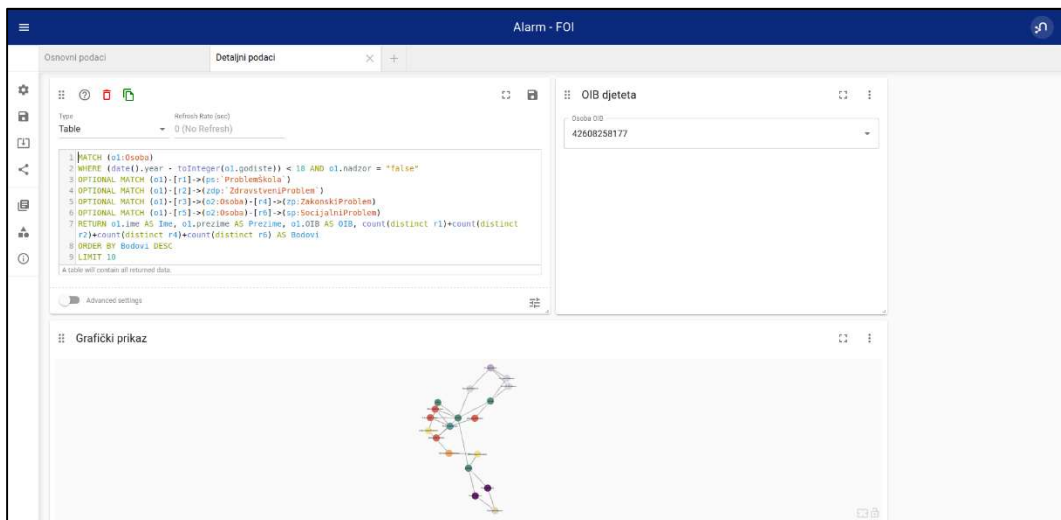 Alarm - FOI
Osnovni podaci
Detaljni podaci
Type
Refresh Rate (sec)
Table
0 (No Refresh)
1 MATCH (o1:Osoba)
2 WHERE (date().year - toInteger(o1.godiste)) < 18 AND o1.nadzor = "false"
3 OPTIONAL MATCH (o1)-[r1]->(ps:`ProblemŠkola`)
4 OPTIONAL MATCH (o1)-[r2]->(zdp:`ZdravstveniProblem`)
5 OPTIONAL MATCH (o1)-[r3]->(o2:Osoba)-[r4]->(zp:ZakonskiProblem)
6 OPTIONAL MATCH (o1)-[r5]->(o2:Osoba)-[r6]->(sp:SocijalniProblem)
7 RETURN o1.ime AS Ime, o1.prezime AS Prezime, o1.OIB AS OIB, count(distinct r1)+count(distinct
r2)+count(distinct r4)+count(distinct r6) AS Bodovi
8 ORDER BY Bodovi DESC
9 LIMIT 10
A table will contain all returned data.
Advanced settings
OIB djeteta
Osoba OIB
42608258177
Grafički prikaz